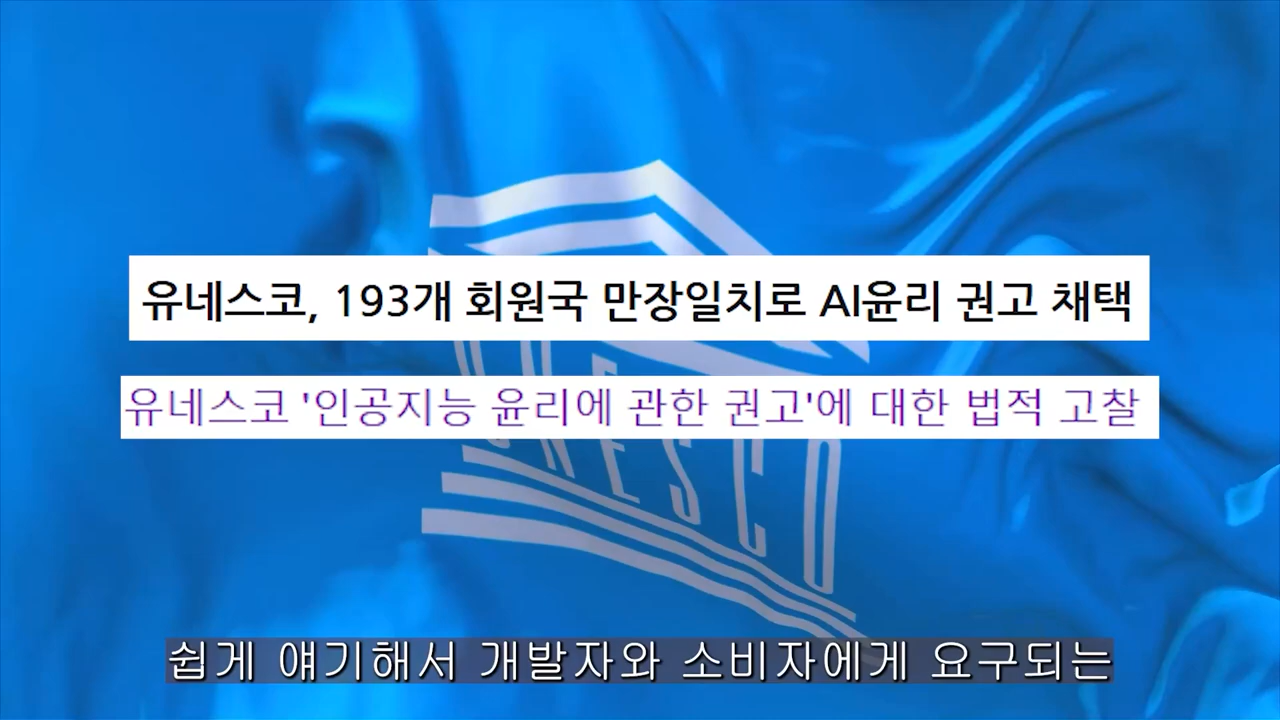 유네스코, 193개 회원국 만장일치로 AI윤리 권고 채택
유네스코 '인공지능 윤리에 관한 권고'에 대한 법적 고찰
UNESCO
쉽게 얘기해서 개발자와 소비자에게 요구되는